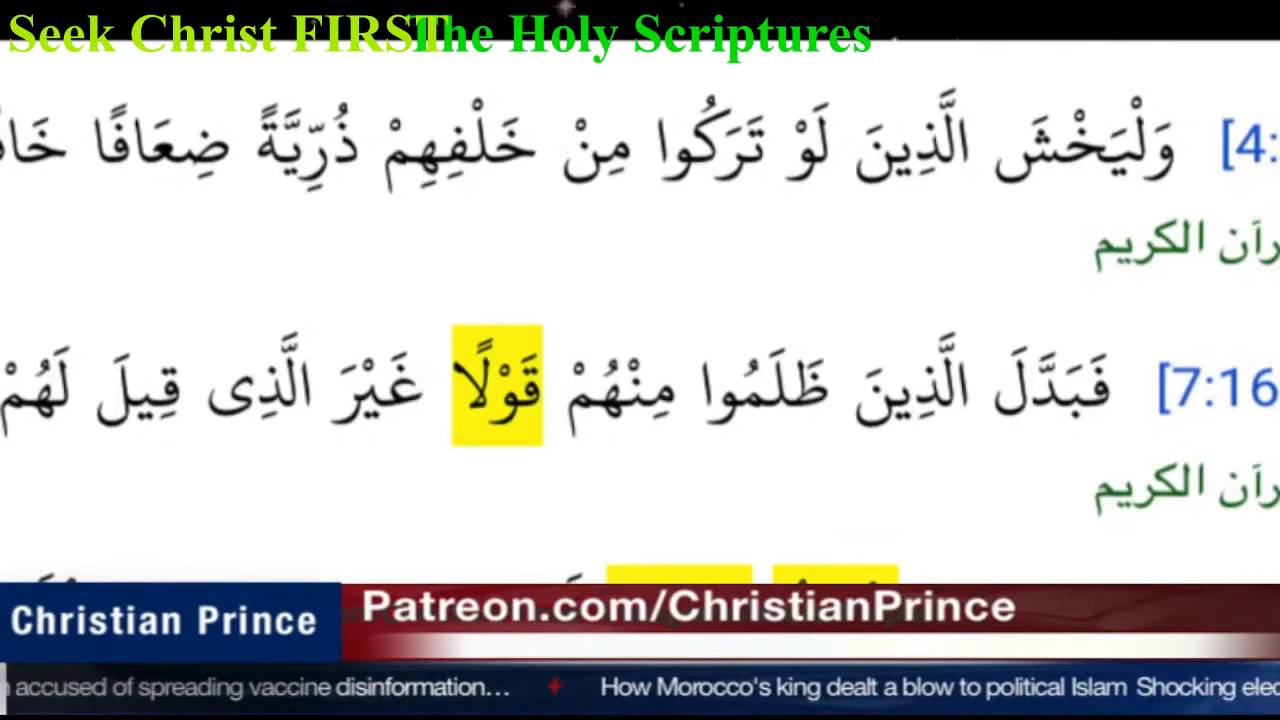 Seek Christ FIRST The Holy Scriptures
[4: وَلْيَخْشَ الَّذِينَ لَوْ تَرَكُوا مِنْ خَلْفِهِمْ ذُرِّيَّةً ضِعَافًا
الكريم
[7:16 فَبَدَّلَ الَّذِينَ ظَلَمُوا مِنْهُمْ قَوْلًا غَيْرَ الَّذِى قِيلَ لَهُمْ
الكريم
Christian Prince
Patreon.com/ChristianPrince
accused of spreading vaccine disinformation... How Morocco's king dealt a blow to political Islam Shocking